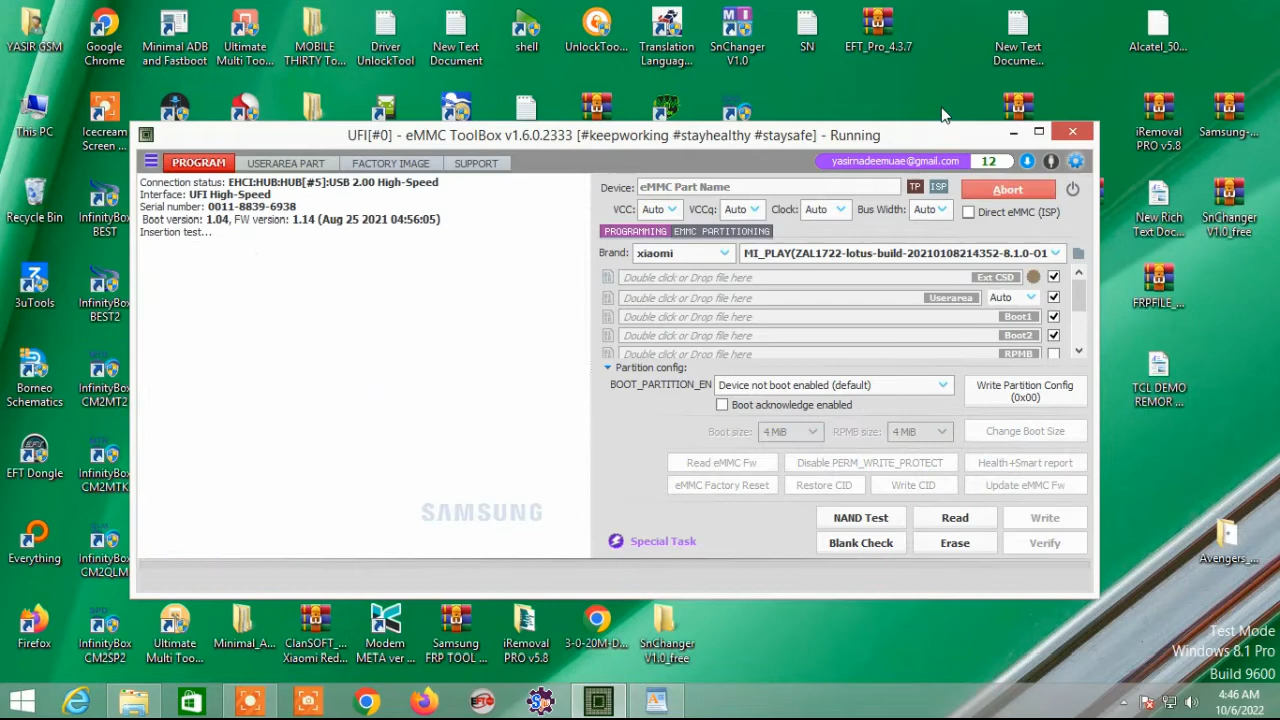 YASIR GSM
Google
Chrome
Minimal ADB
and Fastboot
Ultimate
Multi Too...
MOBILE
THIRTY To...
Driver
UnlockTool
New Text
Document
shell
UnlockToo...
Translation
Languag...
SnChanger
V1.0
SN
EFT_Pro_4.3.7
New Text
Docume...
Alcatel_50...
This PC
Icecream
Screen ...
iRemoval
PRO v5.8
Samsung-...
UFI[#0] - eMMC ToolBox v1.6.0.2333 [#keepworking #stayhealthy #staysafe] - Running
PROGRAM
USERAREA PART
FACTORY IMAGE
SUPPORT
yasirnadeemuae@gmail.com
12
Connection status: EHCI:HUB:HUB[#5]:USB 2.00 High-Speed
Interface: UFI High-Speed
Serial number: 0011-8839-6938
Boot version: 1.04, FW version: 1.14 (Aug 25 2021 04:56:05)
Insertion test...
SAMSUNG
Device: eMMC Part Name TP ISP Abort
VCC: Auto VCCq: Auto Clock: Auto Bus Width: Auto Direct eMMC (ISP)
PROGRAMMING EMMC PARTITIONING
Brand: xiaomi MI_PLAY(ZAL1722-lotus-build-20210108214352-8.1.0-O1
Double click or Drop file here Ext CSD
Double click or Drop file here Userarea Auto
Double click or Drop file here Boot1
Double click or Drop file here Boot2
Double click or Drop file here RPMB
Partition config:
BOOT_PARTITION_EN Device not boot enabled (default)
Write Partition Config
(0x00)
Boot acknowledge enabled
Boot size: 4 MiB RPMB size: 4 MiB Change Boot Size
Read eMMC Fw Disable PERM_WRITE_PROTECT Health+Smart report
eMMC Factory Reset Restore CID Write CID Update eMMC Fw
NAND Test Read Write
Special Task Blank Check Erase Verify
Recycle Bin
InfinityBox
BEST
New Rich
Text Doc...
SnChanger
V1.0_free
3uTools
InfinityBox
BEST2
FRPFILE_...
Borneo
Schematics
InfinityBox
CM2MT2
TCL DEMO
REMOR ...
EFT Dongle
InfinityBox
CM2MTK
Everything
InfinityBox
CM2QLM
Avengers_...
Firefox
InfinityBox
CM2SP2
Ultimate
Multi Too...
Minimal_A...
ClanSOFT_...
Xiaomi Red...
Modem
META ver ...
Samsung
FRP TOOL ...
iRemoval
PRO v5.8
3-0-20M-D...
SnChanger
V1.0_free
Test Mode
Windows 8.1 Pro
Build 9600
4:46 AM
10/6/2022